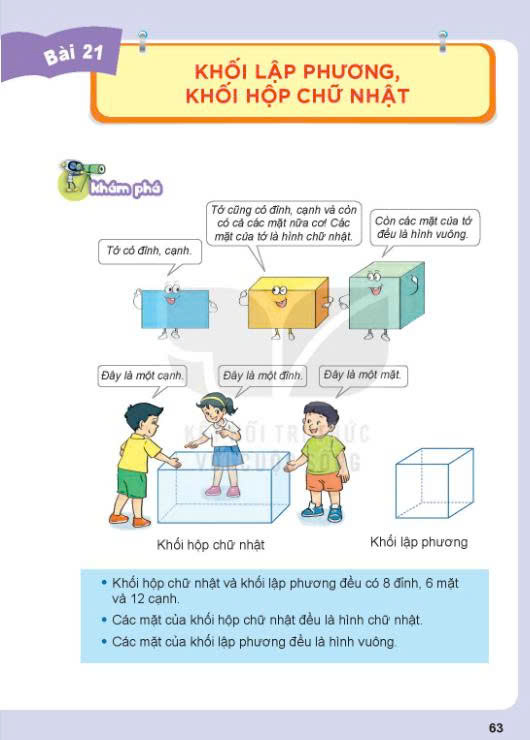 Bài 21
KHỐI LẬP PHƯƠNG,
KHỐI HỘP CHỮ NHẬT
khám phá
Tớ có đỉnh, cạnh.
Tớ cũng có đỉnh, cạnh và còn
có cả các mặt nữa cơ! Các
mặt của tớ là hình chữ nhật.
Còn các mặt của tớ
đều là hình vuông.
Đây là một cạnh.
Đây là một đỉnh.
Đây là một mặt.
KẾT NỐI TRI THỨC
VỚI CUỘC SỐNG
Khối hộp chữ nhật
Khối lập phương
• Khối hộp chữ nhật và khối lập phương đều có 8 đỉnh, 6 mặt
và 12 cạnh.
• Các mặt của khối hộp chữ nhật đều là hình chữ nhật.
• Các mặt của khối lập phương đều là hình vuông.
63